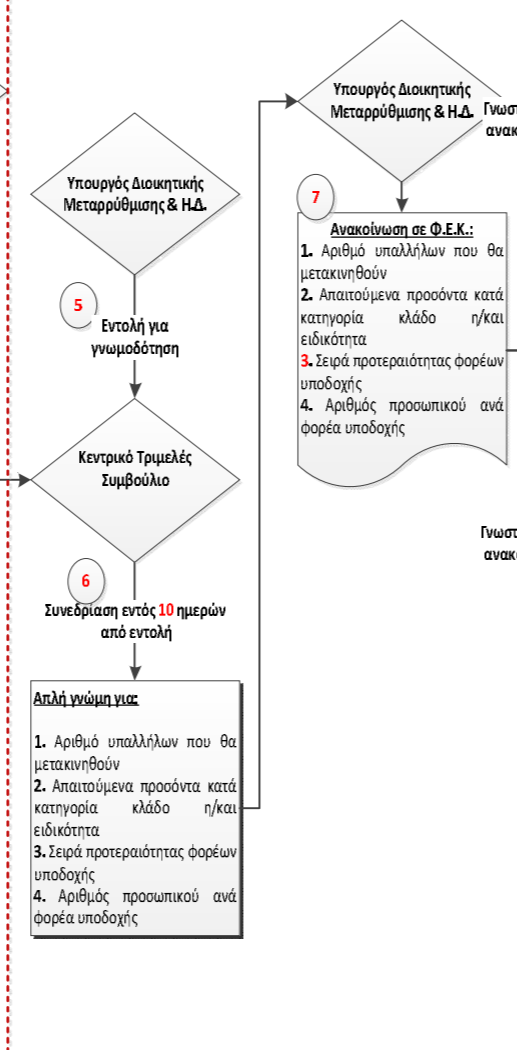 Υπουργός Διοικητικής
Μεταρρύθμισης & Η.Δ.
5
Εντολή για
γνωμοδότηση
Κεντρικό Τριμελές
Συμβούλιο
6
Συνεδρίαση εντός 10 ημερών
από εντολή
Απλή γνώμη για:
1. Αριθμό υπαλλήλων που θα
μετακινηθούν
2. Απαιτούμενα προσόντα κατά
κατηγορία κλάδο η/και
ειδικότητα
3. Σειρά προτεραιότητας φορέων
υποδοχής
4. Αριθμός προσωπικού ανά
φορέα υποδοχής
Υπουργός Διοικητικής
Μεταρρύθμισης & Η.Δ.
7
Ανακοίνωση σε Φ.Ε.Κ.:
1. Αριθμό υπαλλήλων που θα
μετακινηθούν
2. Απαιτούμενα προσόντα κατά
κατηγορία κλάδο η/και
ειδικότητα
3. Σειρά προτεραιότητας φορέων
υποδοχής
4. Αριθμός προσωπικού ανά
φορέα υποδοχής